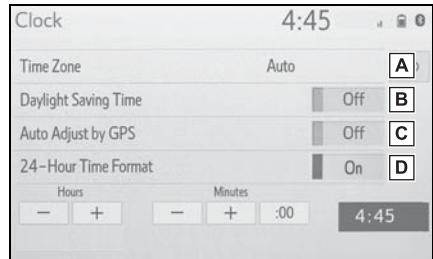 Clock 4:45
Time Zone Auto A
Daylight Saving Time Off B
Auto Adjust by GPS Off C
24-Hour Time Format On D
Hours Minutes
- + - + :00 4:45